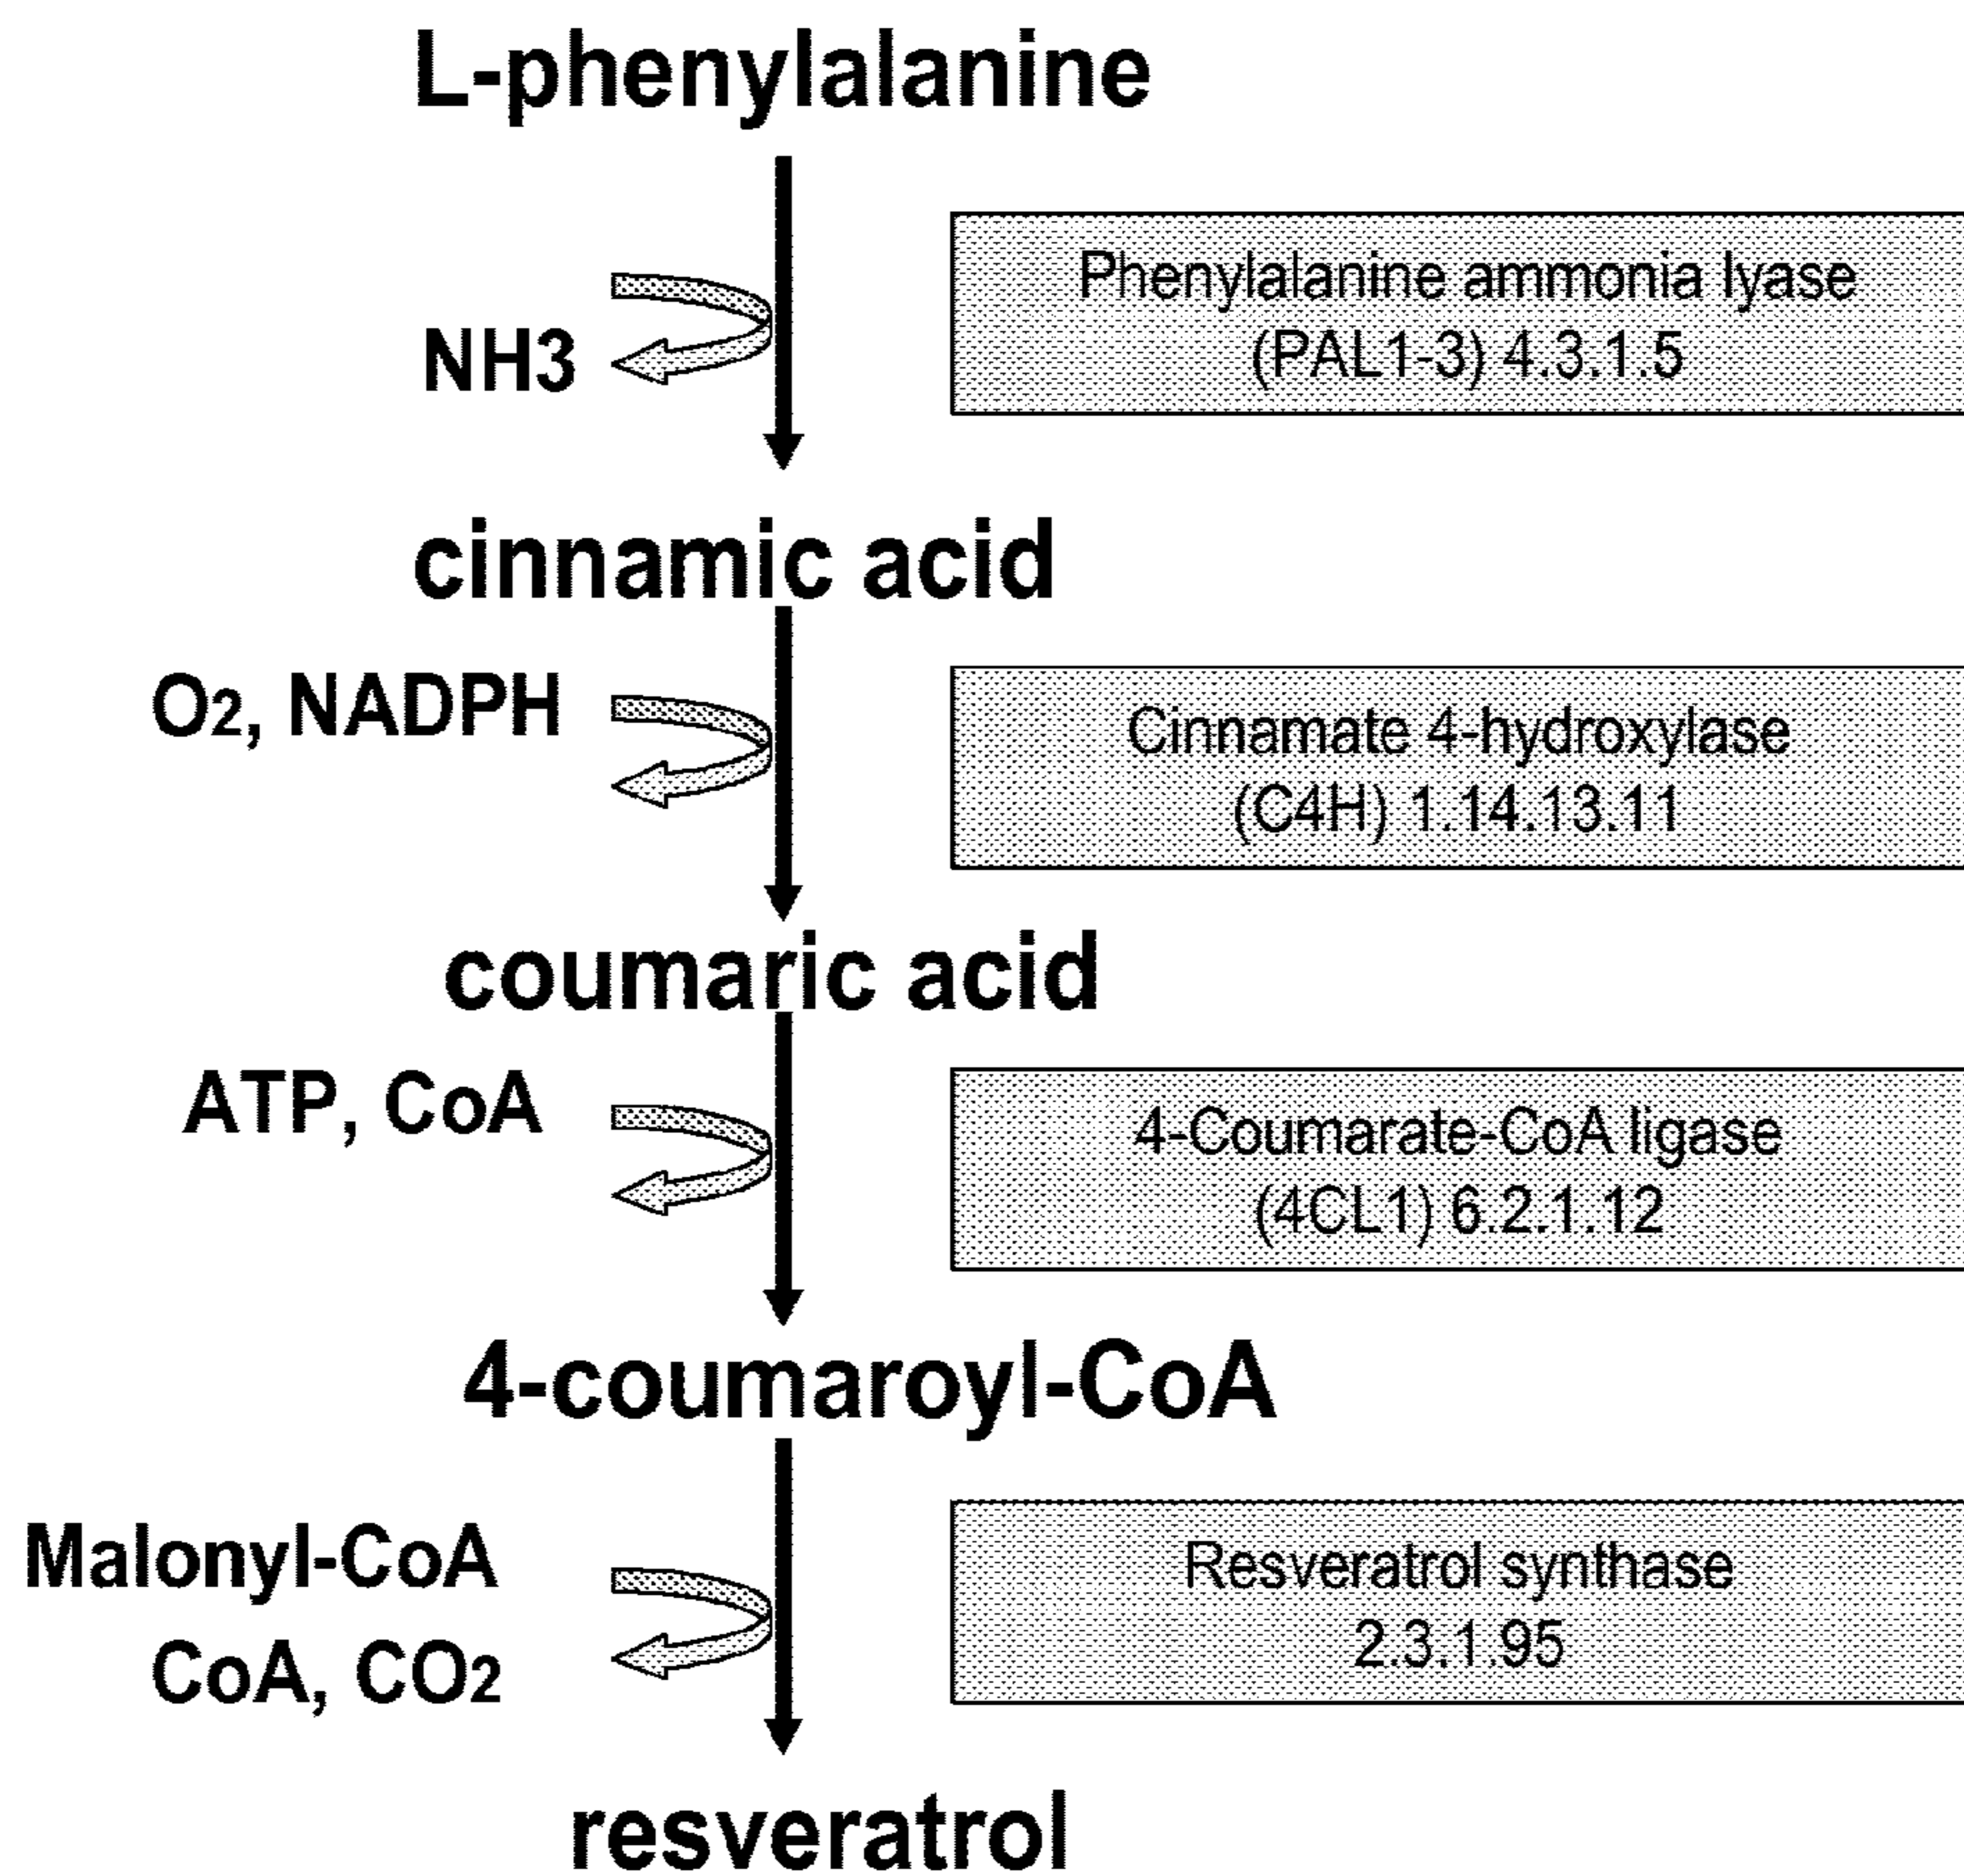 L-phenylalanine
Phenylalanine ammonia lyase
(PAL1-3) 4.3.1.5
NH3
cinnamic acid
O2, NADPH
Cinnamate 4-hydroxylase
(C4H) 1.14.13.11
coumaric acid
ATP, CoA
4-Coumarate-CoA ligase
(4CL1) 6.2.1.12
4-coumaroyl-CoA
Malonyl-CoA
Resveratrol synthase
CoA, CO2
2.3.1.95
resveratrol